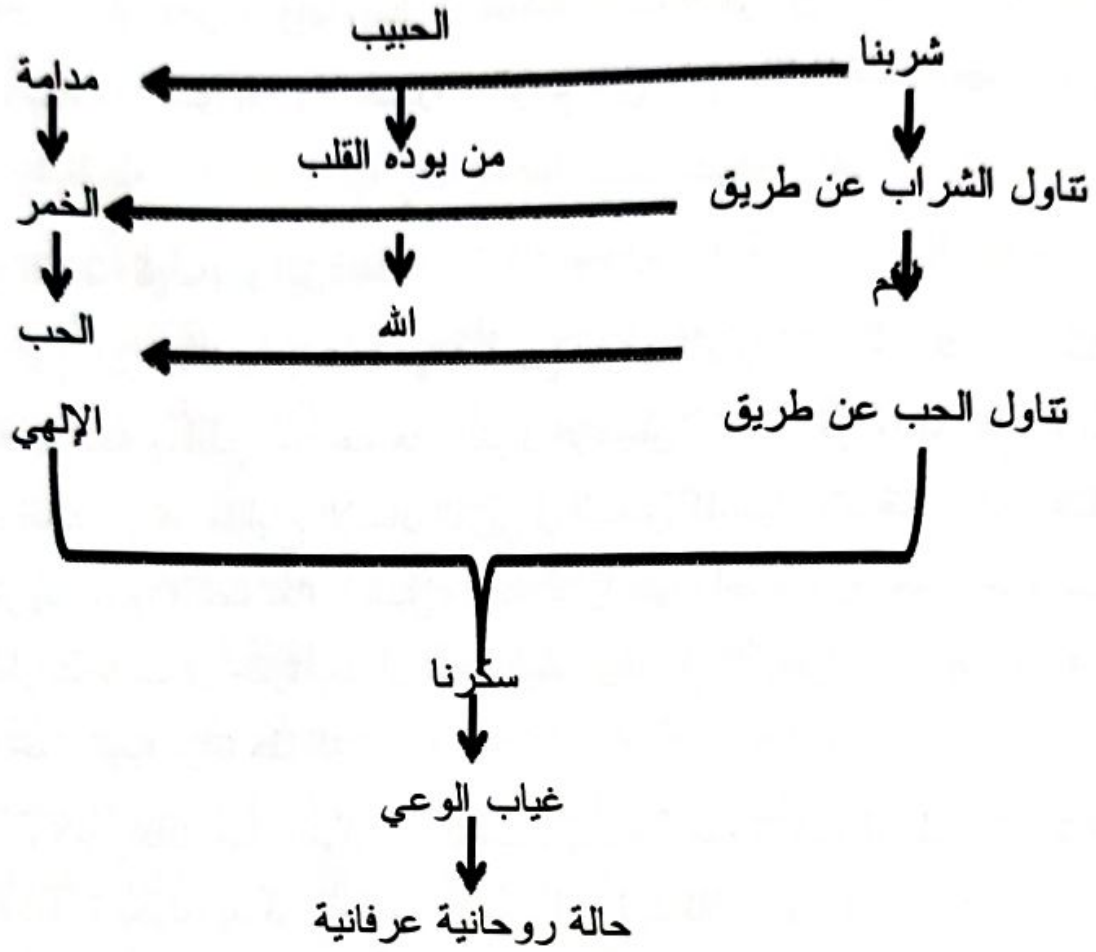 شربنا
الحبيب
مدامة
تناول الشراب عن طريق
من يوده القلب
الخمر
الله
الحب
تناول الحب عن طريق
الإلهي
سكرنا
غياب الوعي
حالة روحانية عرفانية